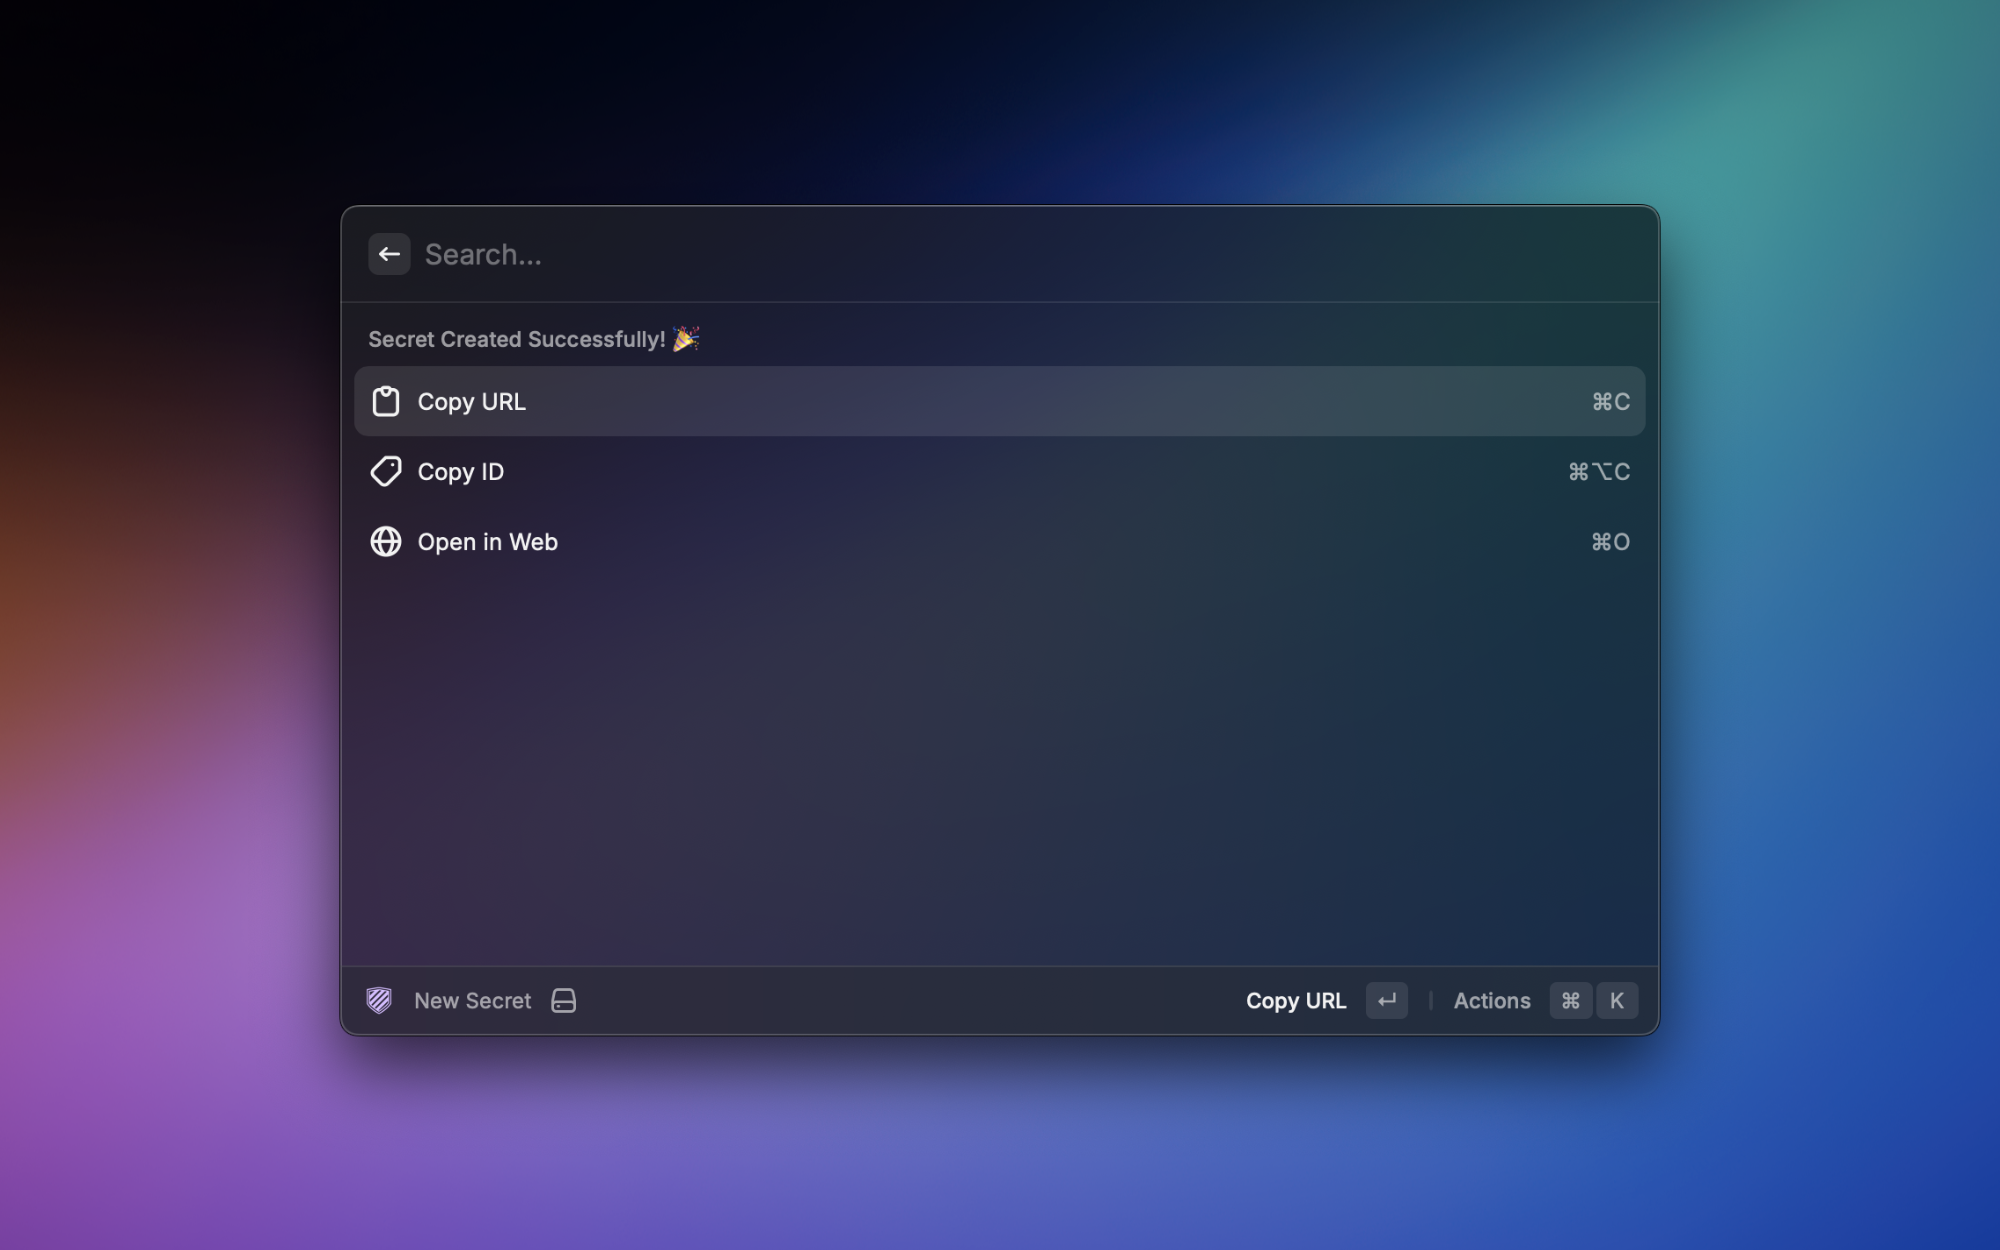 Search...
Secret Created Successfully! 🎉
Copy URL ⌘C
Copy ID ⌘⌥C
Open in Web ⌘O
New Secret Copy URL ↵ Actions ⌘ K